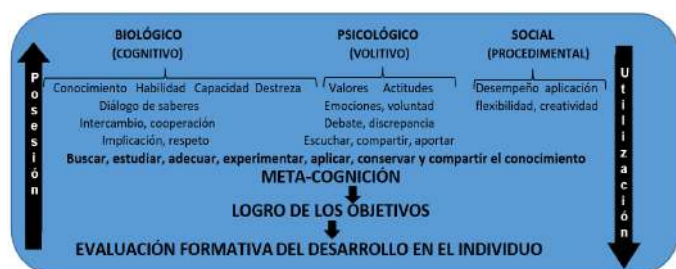 BIOLÓGICO PSICOLÓGICO SOCIAL
(COGNITIVO) (VOLITIVO) (PROCEDIMENTAL)
Posesión
Conocimiento Habilidad Capacidad Destreza Valores Actitudes Desempeño aplicación
Diálogo de saberes Emociones, voluntad flexibilidad, creatividad
Intercambio, cooperación Debate, discrepancia
Implicación, respeto Escuchar, compartir, aportar
Buscar, estudiar, adecuar, experimentar, aplicar, conservar y compartir el conocimiento
META-COGNICIÓN
LOGRO DE LOS OBJETIVOS
EVALUACIÓN FORMATIVA DEL DESARROLLO EN EL INDIVIDUO
Utilización